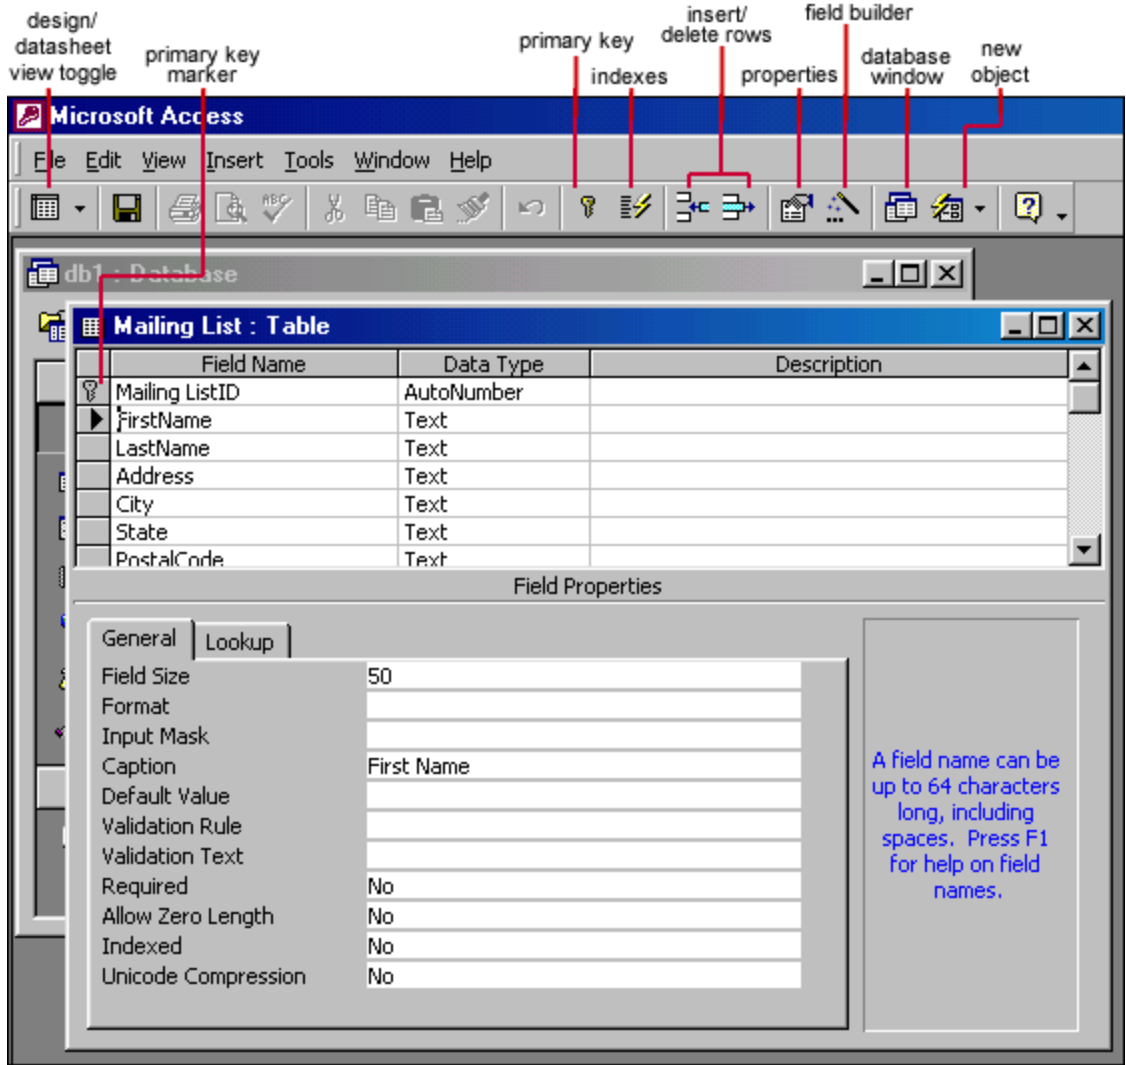 design/
datasheet
view toggle
primary key
marker
primary key
indexes
insert/
delete rows
properties
field builder
database
window
new
object
Microsoft Access
File Edit View Insert Tools Window Help
ABC
db1 : Database
Mailing List : Table
Field Name Data Type Description
Mailing ListID AutoNumber
FirstName Text
LastName Text
Address Text
City Text
State Text
PostalCode Text
Field Properties
General Lookup
Field Size 50
Format
Input Mask
Caption First Name
Default Value
Validation Rule
Validation Text
Required No
Allow Zero Length No
Indexed No
Unicode Compression No
A field name can be
up to 64 characters
long, including
spaces. Press F1
for help on field
names.